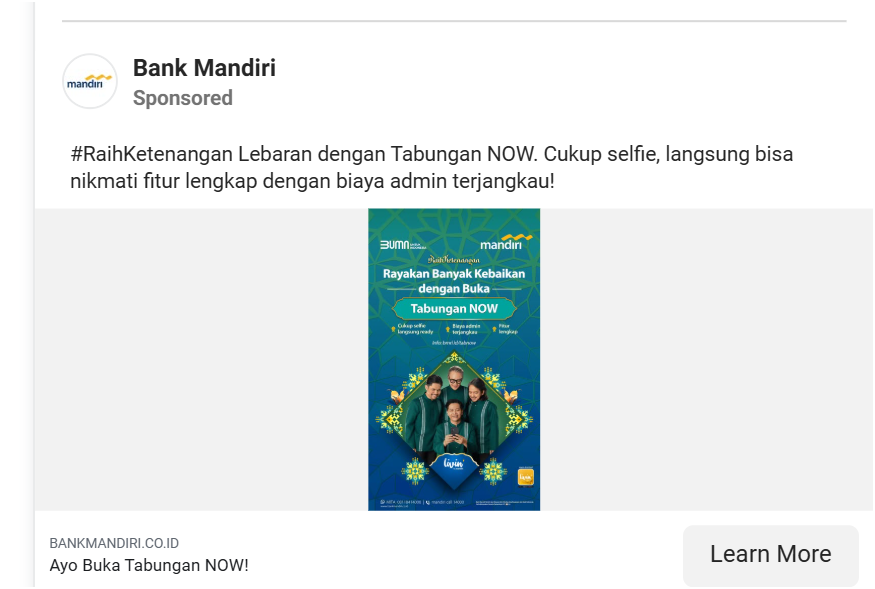 mandiri
Bank Mandiri
Sponsored
#RaihKetenangan Lebaran dengan Tabungan NOW. Cukup selfie, langsung bisa
nikmati fitur lengkap dengan biaya admin terjangkau!
BUMN
mandiri
#RaihKetenangan
Rayakan Banyak Kebaikan
dengan Buka
Tabungan NOW
Cukup selfie langsung ready
Biaya admin terjangkau
Fitur lengkap
livin'
BANKMANDIRI.CO.ID
Ayo Buka Tabungan NOW!
Learn More